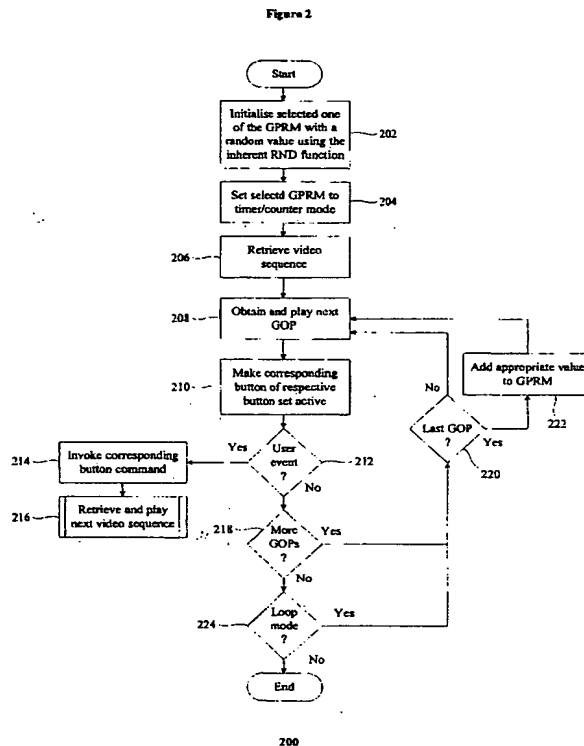 Figure 2
Start
Initialise selected one
of the GPRM with a
random value using the
inherent RND function
202
Set selectd GPRM to
timer/counter mode
204
206
Retrieve video
sequence
208
Obtain and play next
GOP
210
Make corresponding
button of respective
button set active
No
Add appropriate value
to GPRM
222
Last GOP
?
Yes
220
214
Invoke corresponding
button command
Yes
User
event
?
212
No
216
Retrieve and play
next video sequence
218
More
GOPs
?
Yes
No
224
Loop
mode
?
Yes
No
End
200